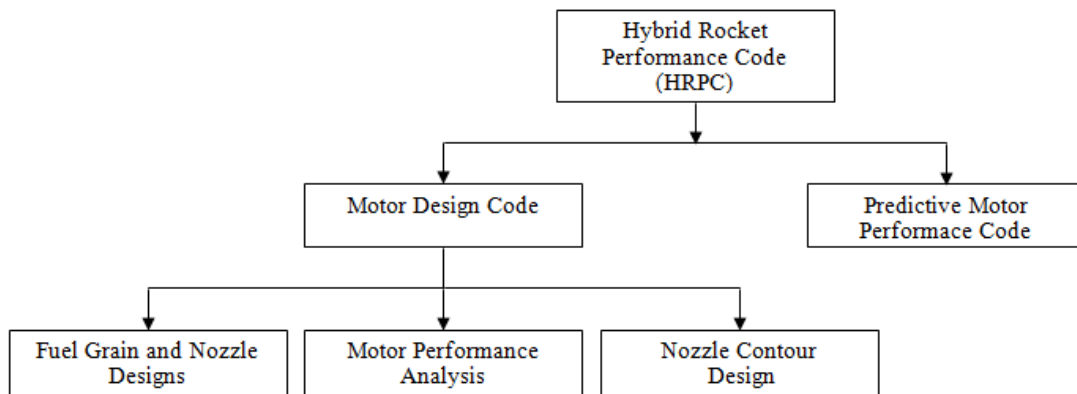 Hybrid Rocket
Performance Code
(HRPC)
Motor Design Code
Predictive Motor
Performace Code
Fuel Grain and Nozzle
Designs
Motor Performance
Analysis
Nozzle Contour
Design